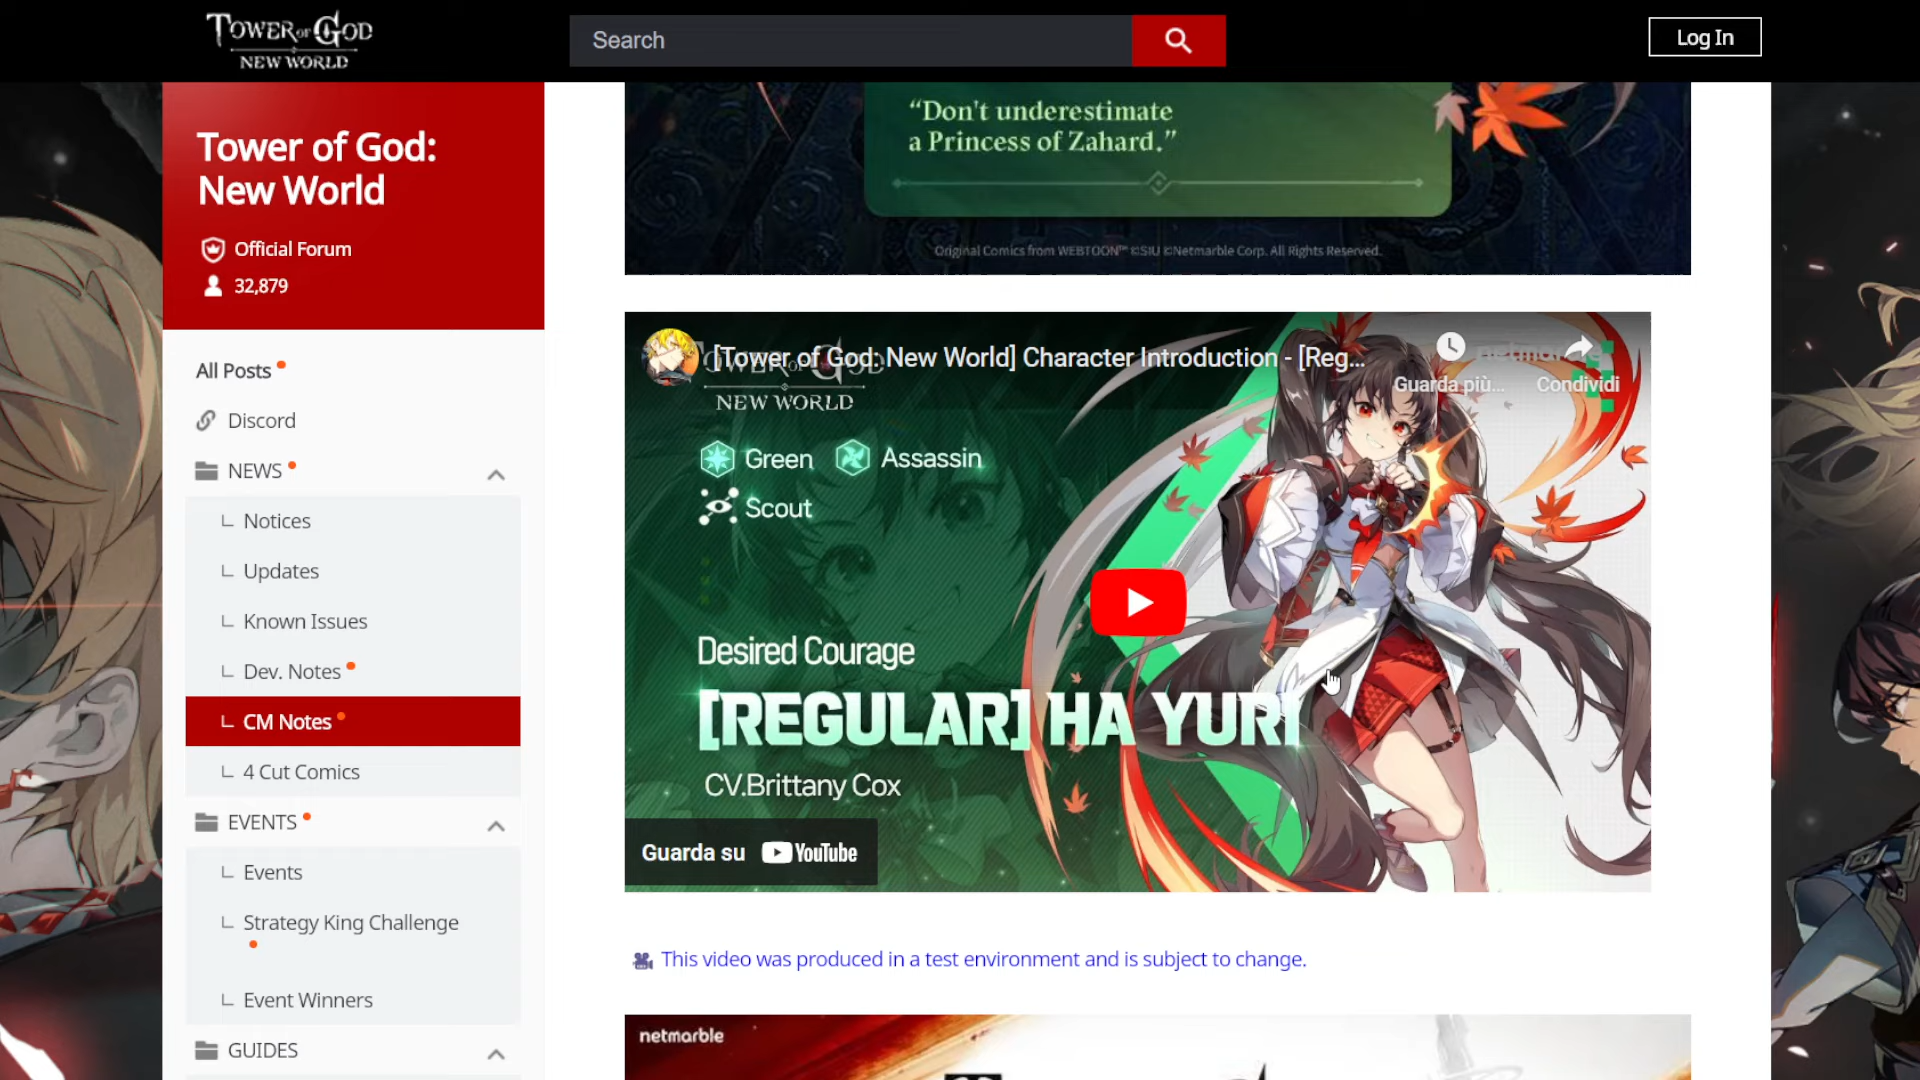 TOWER OF GOD
NEW WORLD
Search
Log In
Tower of God:
New World
Official Forum
32,879
All Posts
Discord
NEWS
Notices
Updates
Known Issues
Dev. Notes
CM Notes
4 Cut Comics
EVENTS
Events
Strategy King Challenge
Event Winners
GUIDES
“Don't underestimate
a Princess of Zahard.”
Original Comics from WEBTOON™ ©SIU ©Netmarble Corp. All Rights Reserved.
[Tower of God: New World] Character Introduction - [Reg...
Guarda più...
Condividi
TOWER OF GOD
NEW WORLD
netmarble
Green
Assassin
Scout
Desired Courage
[REGULAR] HA YURI
CV.Brittany Cox
Guarda su YouTube
This video was produced in a test environment and is subject to change.
netmarble